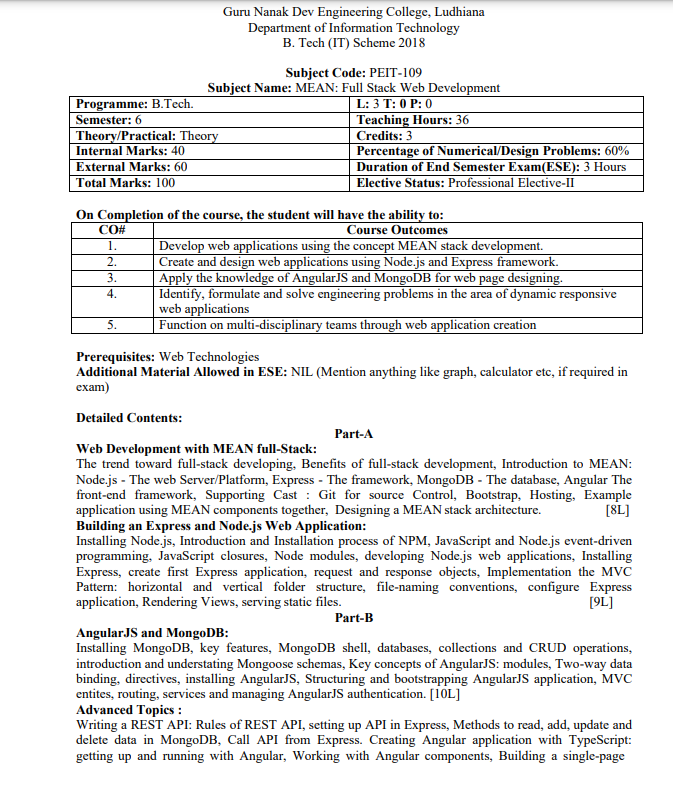 Guru Nanak Dev Engineering College, Ludhiana
Department of Information Technology
B. Tech (IT) Scheme 2018
Subject Code: PEIT-109
Subject Name: MEAN: Full Stack Web Development
Programme: B.Tech. L: 3 T: 0 P: 0
Semester: 6 Teaching Hours: 36
Theory/Practical: Theory Credits: 3
Internal Marks: 40 Percentage of Numerical/Design Problems: 60%
External Marks: 60 Duration of End Semester Exam(ESE): 3 Hours
Total Marks: 100 Elective Status: Professional Elective-II
On Completion of the course, the student will have the ability to:
CO# Course Outcomes
1. Develop web applications using the concept MEAN stack development.
2. Create and design web applications using Node.js and Express framework.
3. Apply the knowledge of AngularJS and MongoDB for web page designing.
4. Identify, formulate and solve engineering problems in the area of dynamic responsive
web applications
5. Function on multi-disciplinary teams through web application creation
Prerequisites: Web Technologies
Additional Material Allowed in ESE: NIL (Mention anything like graph, calculator etc, if required in
exam)
Detailed Contents:
Part-A
Web Development with MEAN full-Stack:
The trend toward full-stack developing, Benefits of full-stack development, Introduction to MEAN:
Node.js - The web Server/Platform, Express - The framework, MongoDB - The database, Angular The
front-end framework, Supporting Cast : Git for source Control, Bootstrap, Hosting, Example
application using MEAN components together, Designing a MEAN stack architecture. [8L]
Building an Express and Node.js Web Application:
Installing Node.js, Introduction and Installation process of NPM, JavaScript and Node.js event-driven
programming, JavaScript closures, Node modules, developing Node.js web applications, Installing
Express, create first Express application, request and response objects, Implementation the MVC
Pattern: horizontal and vertical folder structure, file-naming conventions, configure Express
application, Rendering Views, serving static files. [9L]
Part-B
AngularJS and MongoDB:
Installing MongoDB, key features, MongoDB shell, databases, collections and CRUD operations,
introduction and understating Mongoose schemas, Key concepts of AngularJS: modules, Two-way data
binding, directives, installing AngularJS, Structuring and bootstrapping AngularJS application, MVC
entites, routing, services and managing AngularJS authentication. [10L]
Advanced Topics :
Writing a REST API: Rules of REST API, setting up API in Express, Methods to read, add, update and
delete data in MongoDB, Call API from Express. Creating Angular application with TypeScript:
getting up and running with Angular, Working with Angular components, Building a single-page